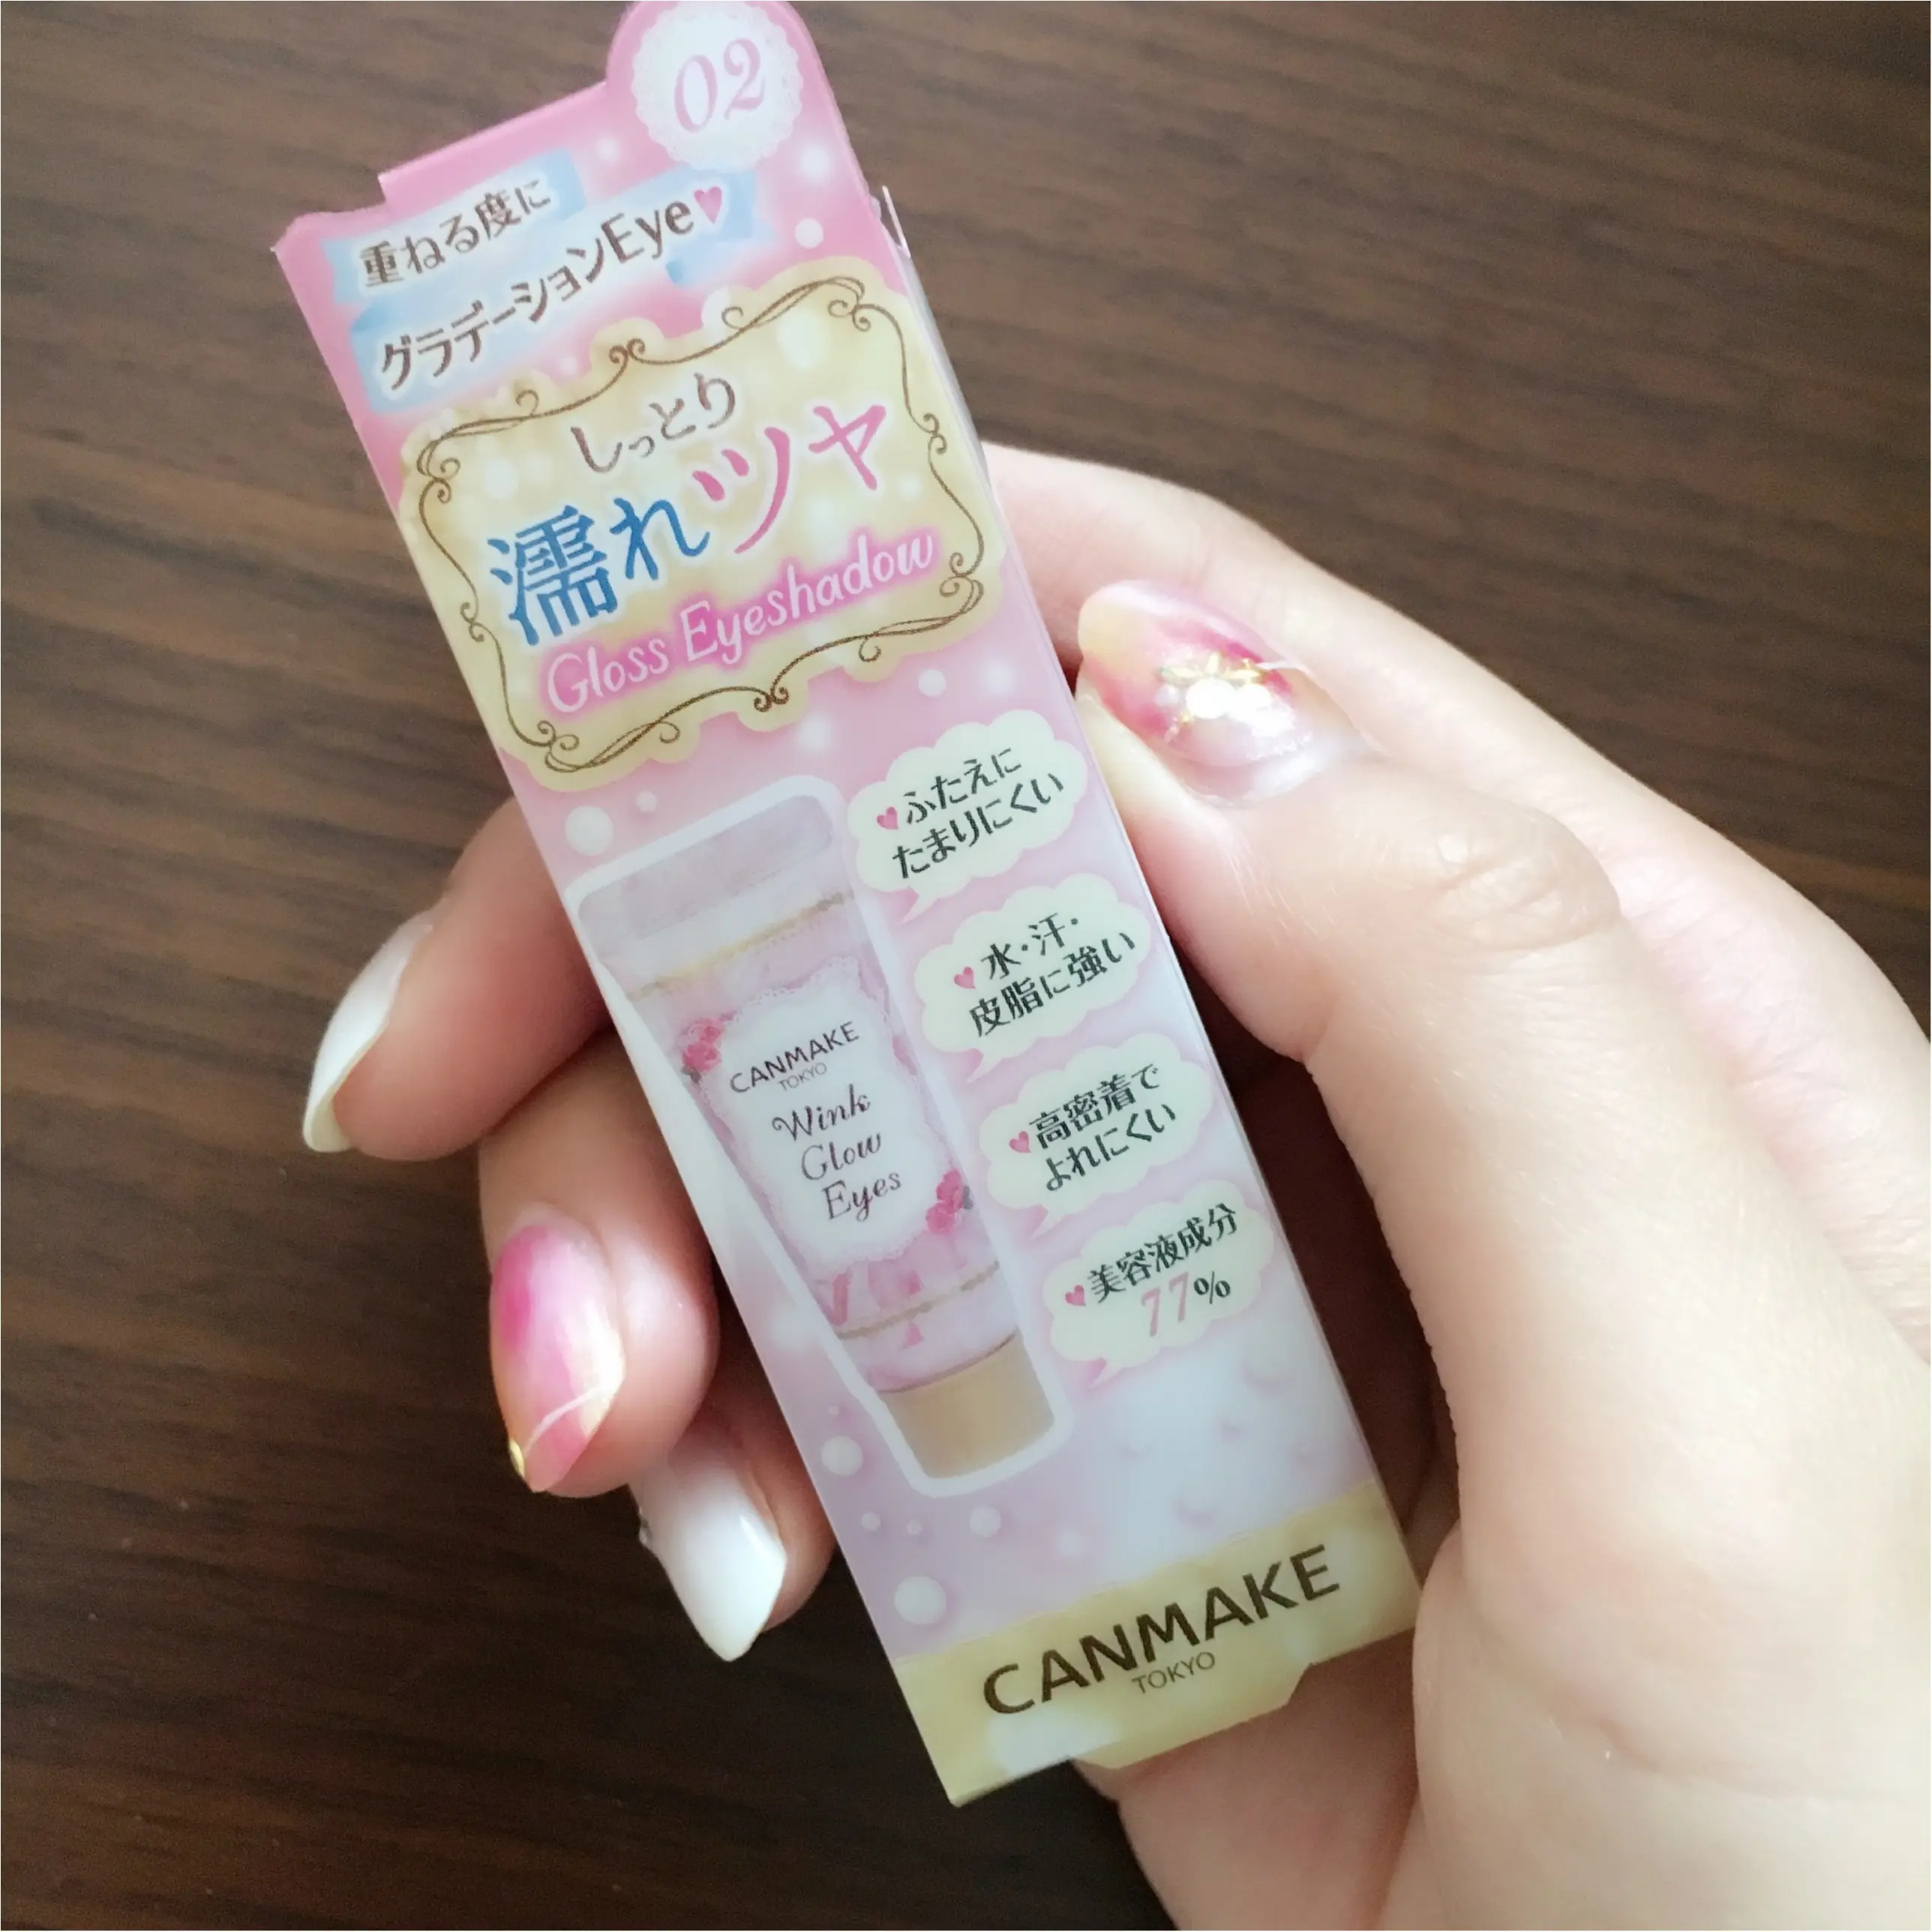 02
重ねる度に
グラデーションEye♥
しっとり
濡れツヤ
Gloss Eyeshadow
♥ふたえに
たまりにくい
♥水・汗・
皮脂に強い
♥高密着で
よれにくい
♥美容液成分
77%
CANMAKE
TOKYO
Wink
Glow
Eyes
CANMAKE
TOKYO